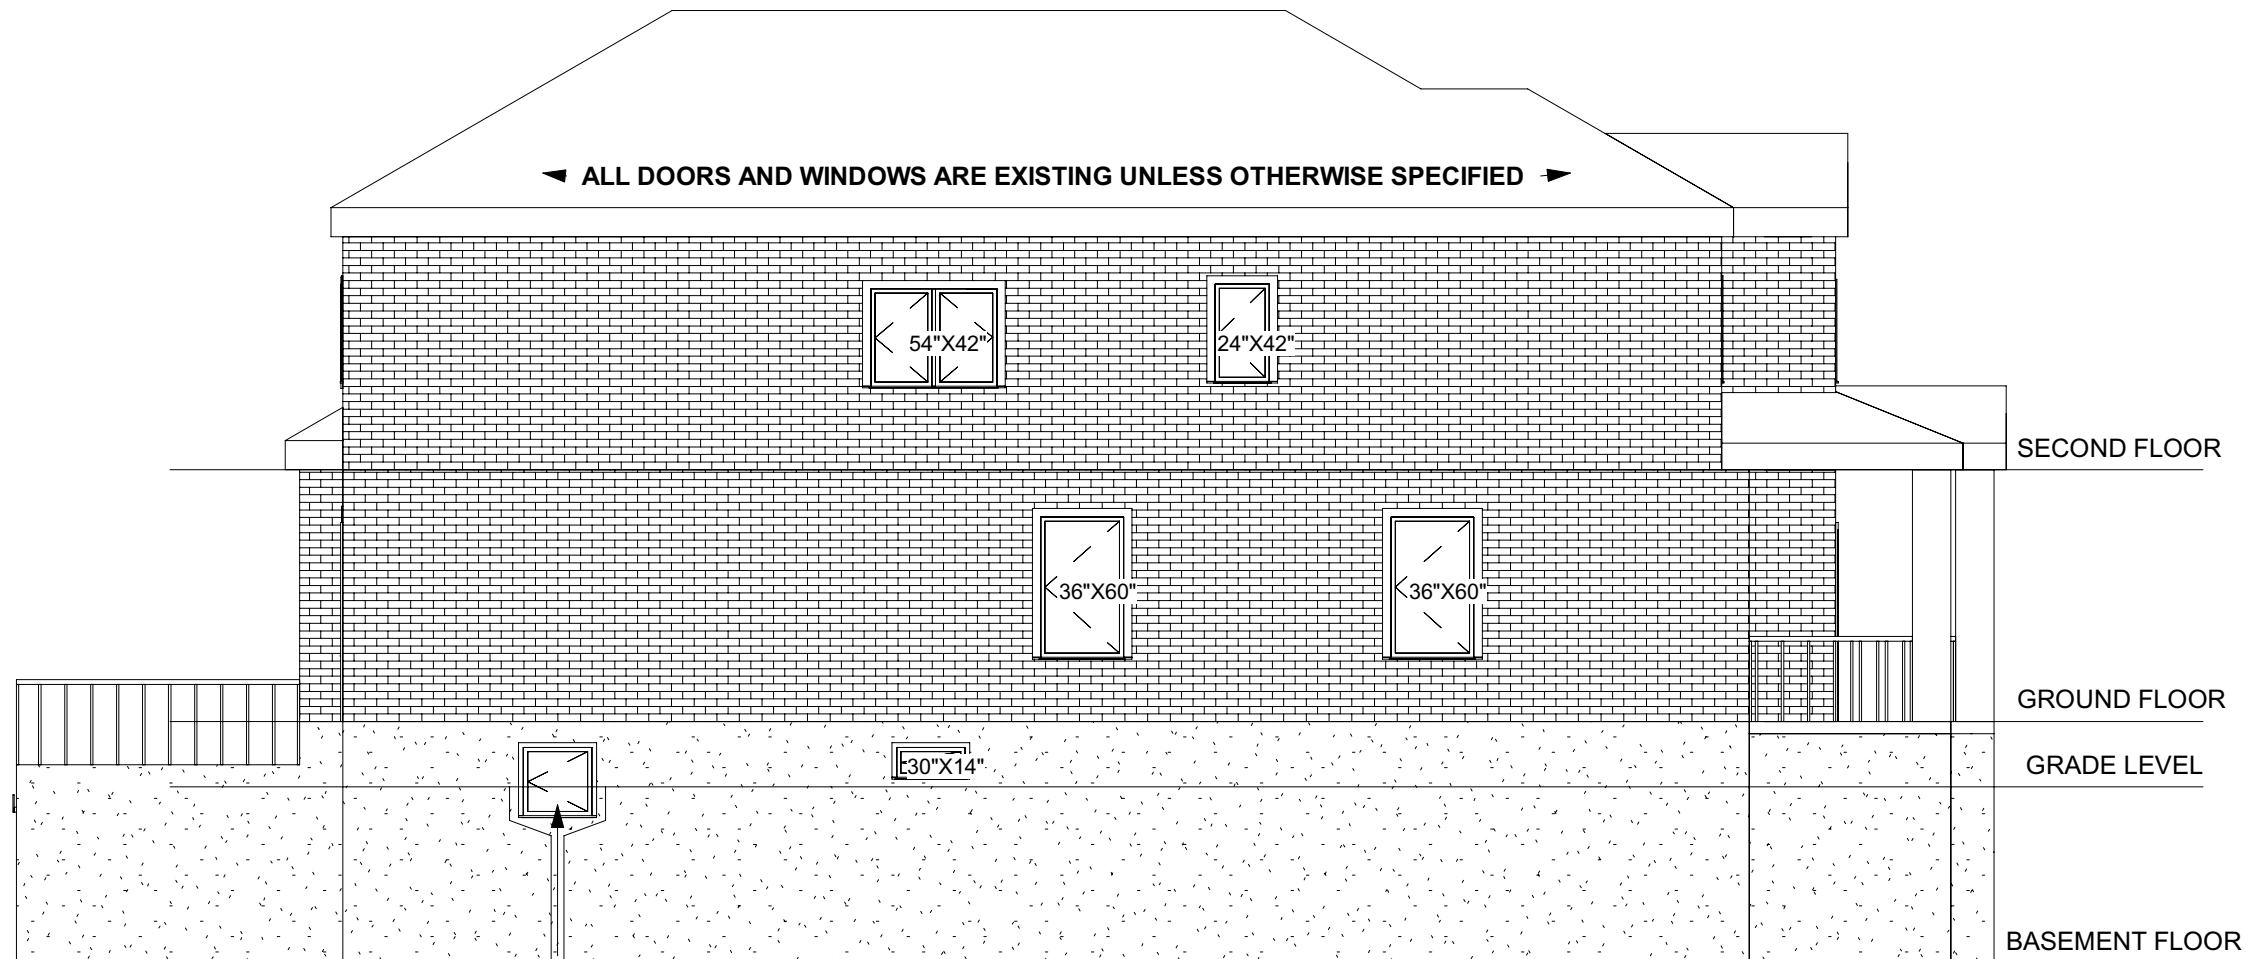 ALL DOORS AND WINDOWS ARE EXISTING UNLESS OTHERWISE SPECIFIED
54"X42"
24"X42"
SECOND FLOOR
36"X60"
36"X60"
GROUND FLOOR
30"X14"
GRADE LEVEL
BASEMENT FLOOR